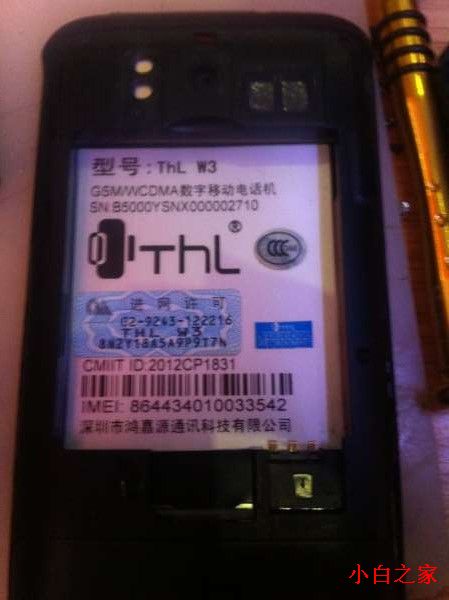 型号:ThL W3
GSM/WCDMA数字移动电话机
SN:B5000YSNX000002710
ThL®
CCC
进网许可
02-9243-122216
THL W3
8N2Y18A5A9P9T7N
CMIIT ID:2012CP1831
IMEI: 864434010033542
深圳市鸿嘉源通讯科技有限公司
小白之家